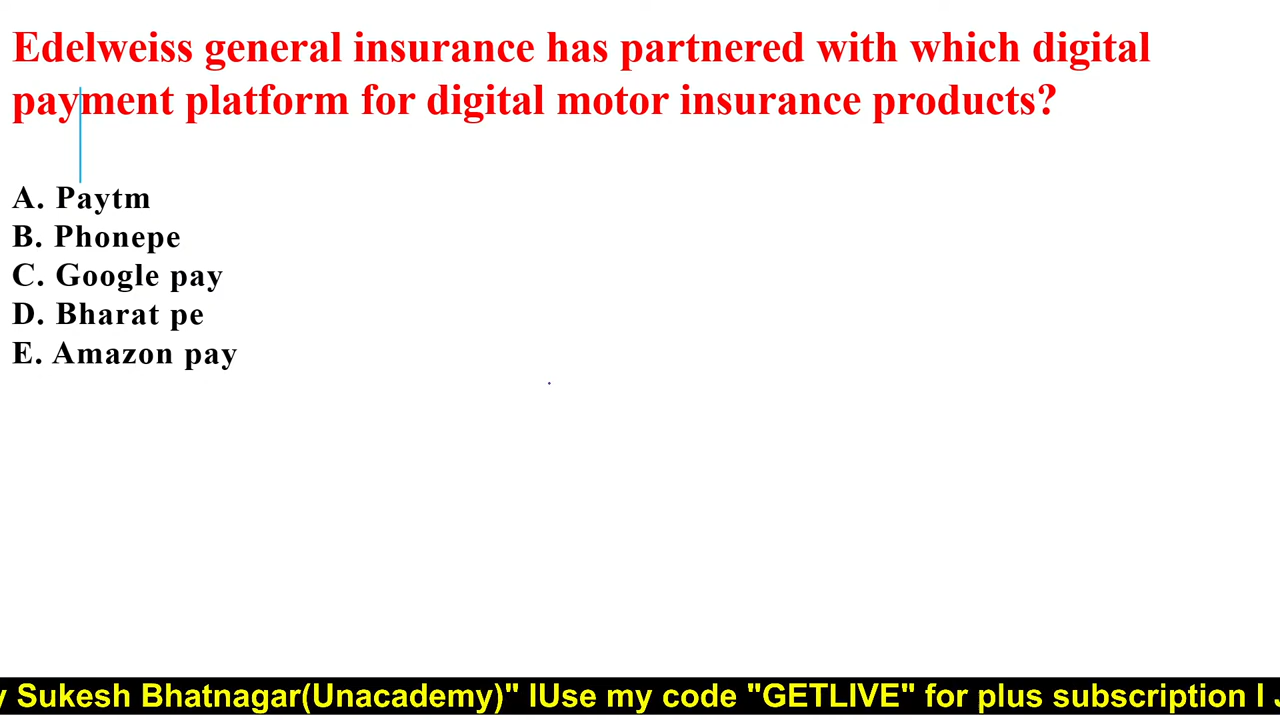 Edelweiss general insurance has partnered with which digital
payment platform for digital motor insurance products?
A. Paytm
B. Phonepe
C. Google pay
D. Bharat pe
E. Amazon pay
y Sukesh Bhatnagar(Unacademy)" lUse my code "GETLIVE" for plus subscription l J